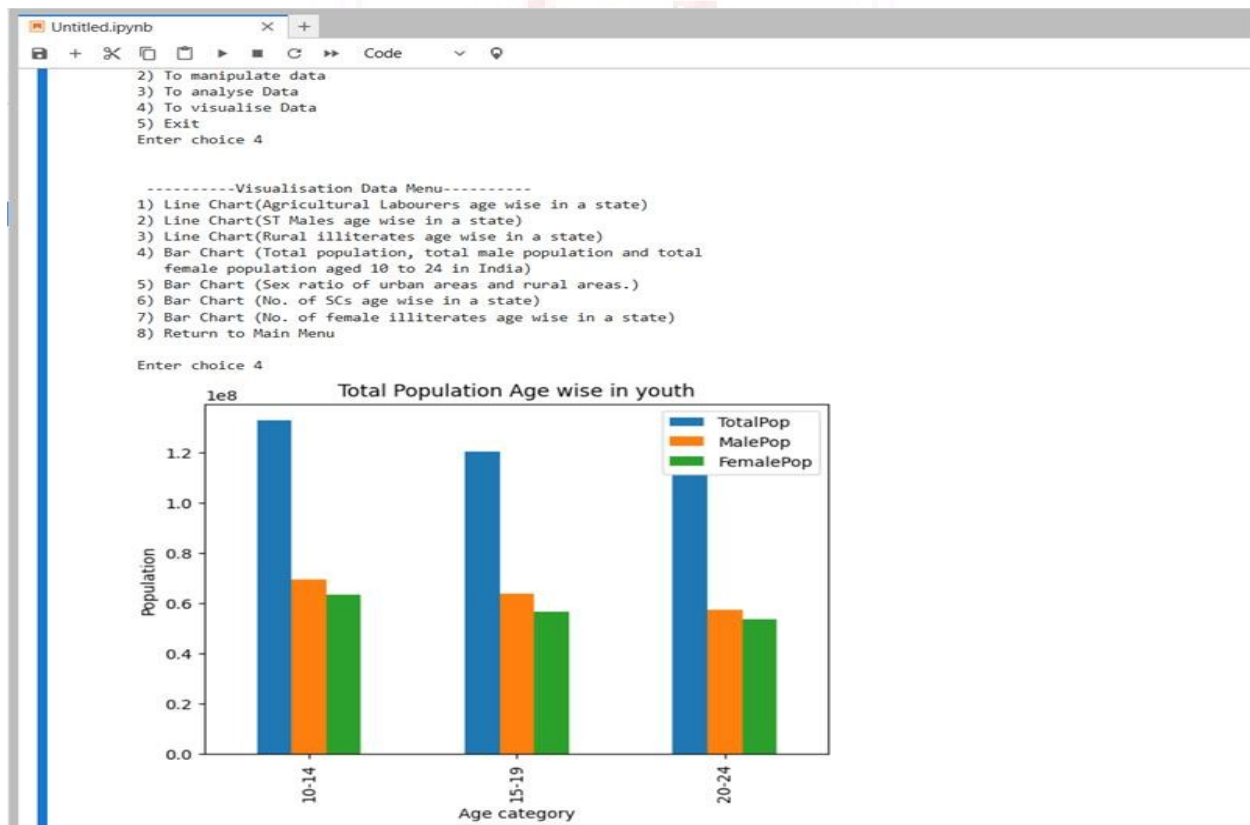 Untitled.ipynb
Code
2) To manipulate data
3) To analyse Data
4) To visualise Data
5) Exit
Enter choice 4
----------Visualisation Data Menu----------
1) Line Chart(Agricultural Labourers age wise in a state)
2) Line Chart(ST Males age wise in a state)
3) Line Chart(Rural illiterates age wise in a state)
4) Bar Chart (Total population, total male population and total
female population aged 10 to 24 in India)
5) Bar Chart (Sex ratio of urban areas and rural areas.)
6) Bar Chart (No. of SCs age wise in a state)
7) Bar Chart (No. of female illiterates age wise in a state)
8) Return to Main Menu
Enter choice 4
Total Population Age wise in youth
1e8
TotalPop
MalePop
FemalePop
1.2
1.0
0.8
0.6
0.4
0.2
0.0
Population
10-14
15-19
20-24
Age category